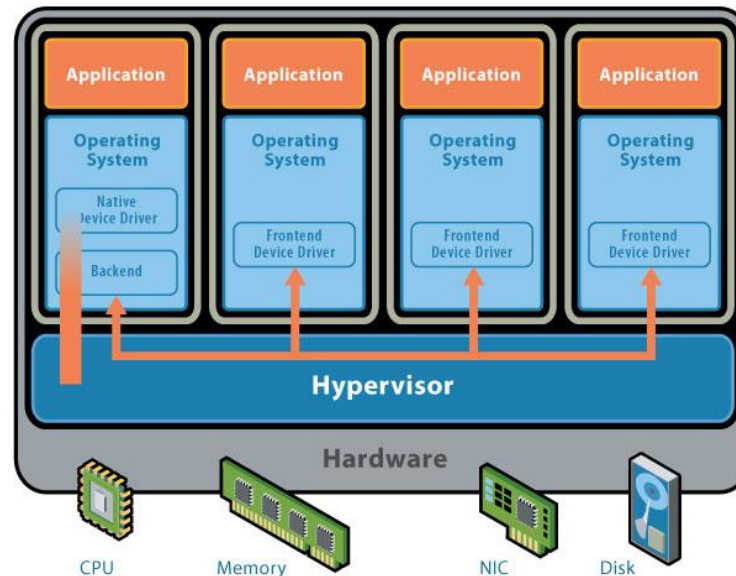 Application
Application
Application
Application
Operating
System
Operating
System
Operating
System
Operating
System
Native
Device Driver
Backend
Frontend
Device Driver
Frontend
Device Driver
Frontend
Device Driver
Hypervisor
Hardware
CPU
Memory
NIC
Disk